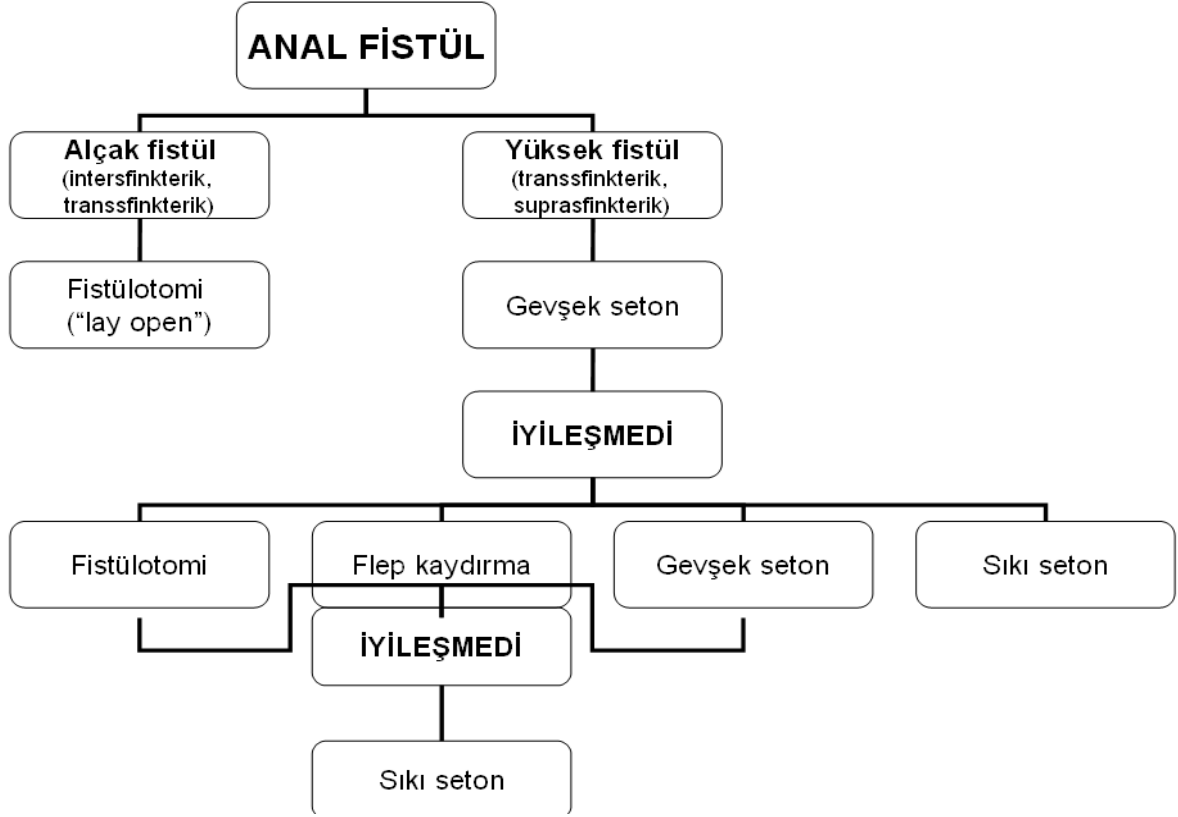 ANAL FİSTÜL
Alçak fistül
(intersfinkterik,
transsfinkterik)
Yüksek fistül
(transsfinkterik,
suprasfinkterik)
Fistülotomi
(“lay open”)
Gevşek seton
İYİLEŞMEDİ
Fistülotomi
Flep kaydırma
Gevşek seton
Sıkı seton
İYİLEŞMEDİ
Sıkı seton